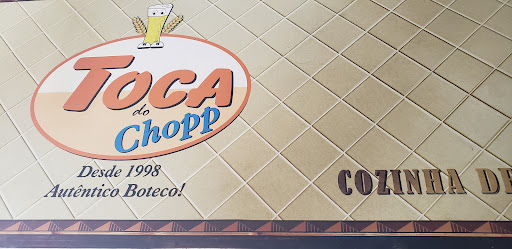 TOCA
do
Chopp
Desde 1998
Autêntico Boteco!
COZINHA DE